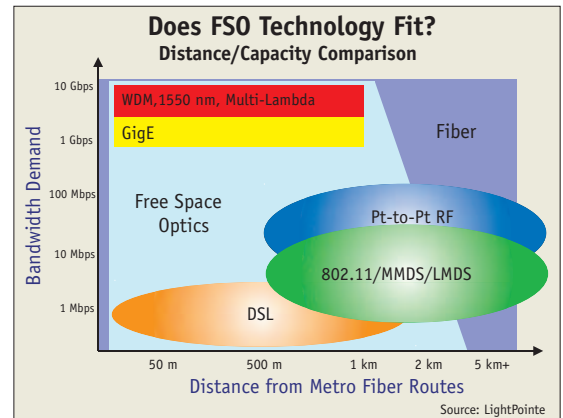 Does FSO Technology Fit?
Distance/Capacity Comparison
Bandwidth Demand
10 Gbps
1 Gbps
100 Mbps
10 Mbps
1 Mbps
WDM,1550 nm, Multi-Lambda
GigE
Fiber
Free Space
Optics
Pt-to-Pt RF
802.11/MMDS/LMDS
DSL
50 m 500 m 1 km 2 km 5 km+
Distance from Metro Fiber Routes
Source: LightPointe